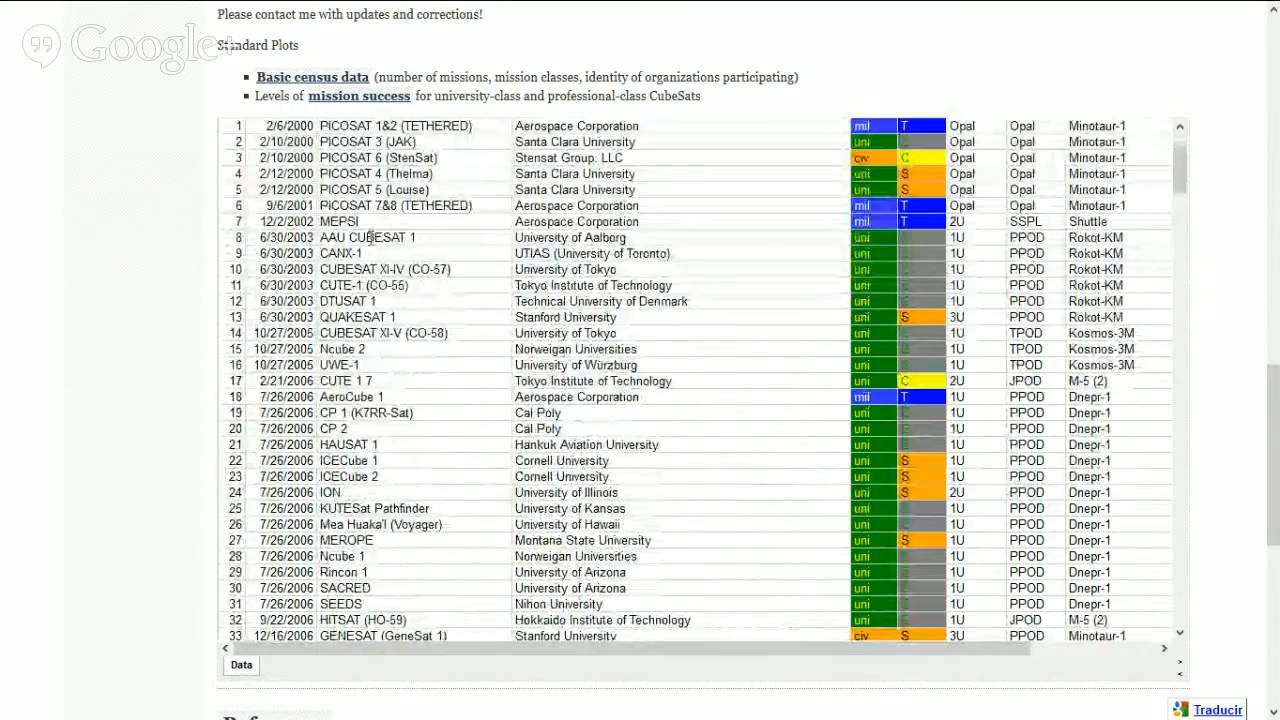 Please contact me with updates and corrections!
Google+
Standard Plots
Basic census data (number of missions, mission classes, identity of organizations participating)
Levels of mission success for university-class and professional-class CubeSats
1 2/6/2000 PICOSAT 1&2 (TETHERED) Aerospace Corporation mil T Opal Opal Minotaur-1
2 2/10/2000 PICOSAT 3 (JAK) Santa Clara University uni E Opal Opal Minotaur-1
3 2/10/2000 PICOSAT 6 (StenSat) Stensat Group. LLC civ C Opal Opal Minotaur-1
4 2/12/2000 PICOSAT 4 (Thelma) Santa Clara University uni S Opal Opal Minotaur-1
5 2/12/2000 PICOSAT 5 (Louise) Santa Clara University uni S Opal Opal Minotaur-1
6 9/6/2001 PICOSAT 7&8 (TETHERED) Aerospace Corporation mil T Opal Opal Minotaur-1
7 12/2/2002 MEPSI Aerospace Corporation mil T 2U SSPL Shuttle
8 6/30/2003 AAU CUBESAT 1 University of Aalborg uni 1U PPOD Rokot-KM
9 6/30/2003 CANX-1 UTIAS (University of Toronto) uni 1U PPOD Rokot-KM
10 6/30/2003 CUBESAT XI-IV (CO-57) University of Tokyo uni 1U PPOD Rokot-KM
11 6/30/2003 CUTE-1 (CO-55) Tokyo Institute of Technology uni 1U PPOD Rokot-KM
12 6/30/2003 DTUSAT 1 Technical University of Denmark uni 1U PPOD Rokot-KM
13 6/30/2003 QUAKESAT 1 Stanford University uni S 3U PPOD Rokot-KM
14 10/27/2005 CUBESAT XI-V (CO-58) University of Tokyo uni 1U TPOD Kosmos-3M
15 10/27/2005 Ncube 2 Norweigan Universities uni 1U TPOD Kosmos-3M
16 10/27/2005 UWE-1 University of Würzburg uni 1U TPOD Kosmos-3M
17 2/21/2006 CUTE 1 7 Tokyo Institute of Technology uni C 2U JPOD M-5 (2)
18 7/26/2006 AeroCube 1 Aerospace Corporation mil T 1U PPOD Dnepr-1
19 7/26/2006 CP 1 (K7RR-Sat) Cal Poly uni 1U PPOD Dnepr-1
20 7/26/2006 CP 2 Cal Poly uni 1U PPOD Dnepr-1
21 7/26/2006 HAUSAT 1 Hankuk Aviation University uni 1U PPOD Dnepr-1
22 7/26/2006 ICECube 1 Cornell University uni S 1U PPOD Dnepr-1
23 7/26/2006 ICECube 2 Cornell University uni S 1U PPOD Dnepr-1
24 7/26/2006 ION University of Illinois uni S 2U PPOD Dnepr-1
25 7/26/2006 KUTESat Pathfinder University of Kansas uni 1U PPOD Dnepr-1
26 7/26/2006 Mea Huaka'I (Voyager) University of Hawaii uni 1U PPOD Dnepr-1
27 7/26/2006 MEROPE Montana State University uni S 1U PPOD Dnepr-1
28 7/26/2006 Ncube 1 Norweigan Universities uni 1U PPOD Dnepr-1
29 7/26/2006 Rincon 1 University of Arizona uni 1U PPOD Dnepr-1
30 7/26/2006 SACRED University of Arizona uni 1U PPOD Dnepr-1
31 7/26/2006 SEEDS Nihon University uni 1U PPOD Dnepr-1
32 9/22/2006 HITSAT (HO-59) Hokkaido Institute of Technology uni 1U JPOD M-5 (2)
33 12/16/2006 GENESAT (GeneSat 1) Stanford University civ S 3U PPOD Minotaur-1
Data
Traducir